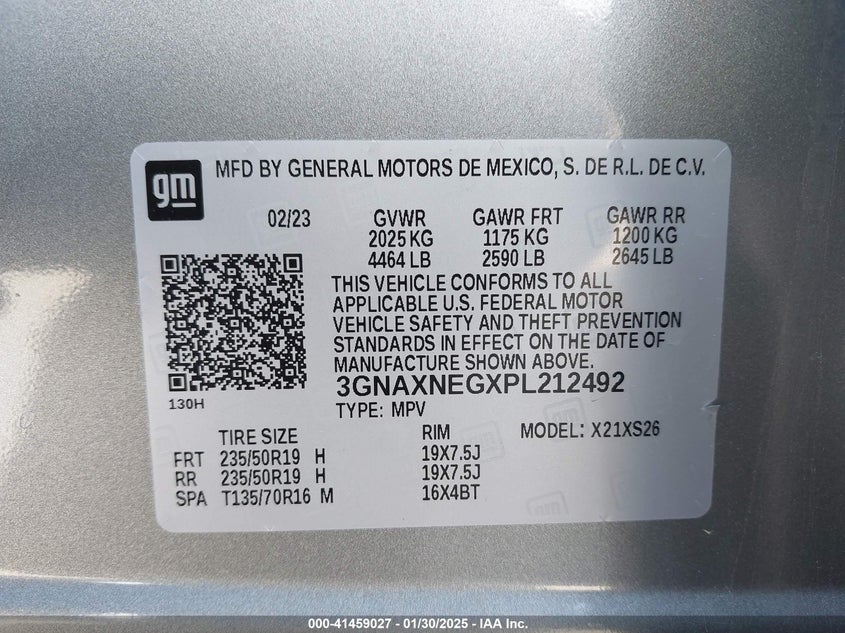 gm
MFD BY GENERAL MOTORS DE MEXICO, S. DE R.L. DE C.V.
02/23 GVWR GAWR FRT GAWR RR
2025 KG 1175 KG 1200 KG
4464 LB 2590 LB 2645 LB
THIS VEHICLE CONFORMS TO ALL
APPLICABLE U.S. FEDERAL MOTOR
VEHICLE SAFETY AND THEFT PREVENTION
STANDARDS IN EFFECT ON THE DATE OF
MANUFACTURE SHOWN ABOVE.
3GNAXNEGXPL212492
130H
TYPE: MPV
TIRE SIZE RIM MODEL: X21XS26
FRT 235/50R19 H 19X7.5J
RR 235/50R19 H 19X7.5J
SPA T135/70R16 M 16X4BT
000-41459027 - 01/30/2025 - IAA Inc.